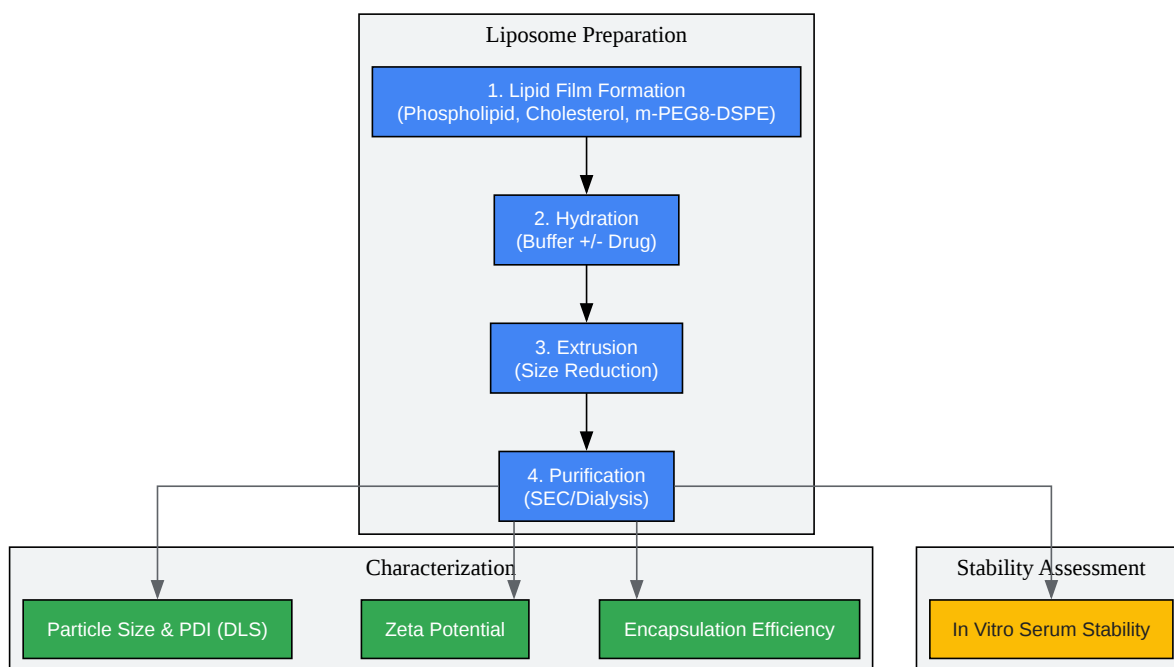 Liposome Preparation
1. Lipid Film Formation
(Phospholipid, Cholesterol, m-PEG8-DSPE)
2. Hydration
(Buffer +/- Drug)
3. Extrusion
(Size Reduction)
4. Purification
(SEC/Dialysis)
Characterization
Stability Assessment
Particle Size & PDI (DLS)
Zeta Potential
Encapsulation Efficiency
In Vitro Serum Stability